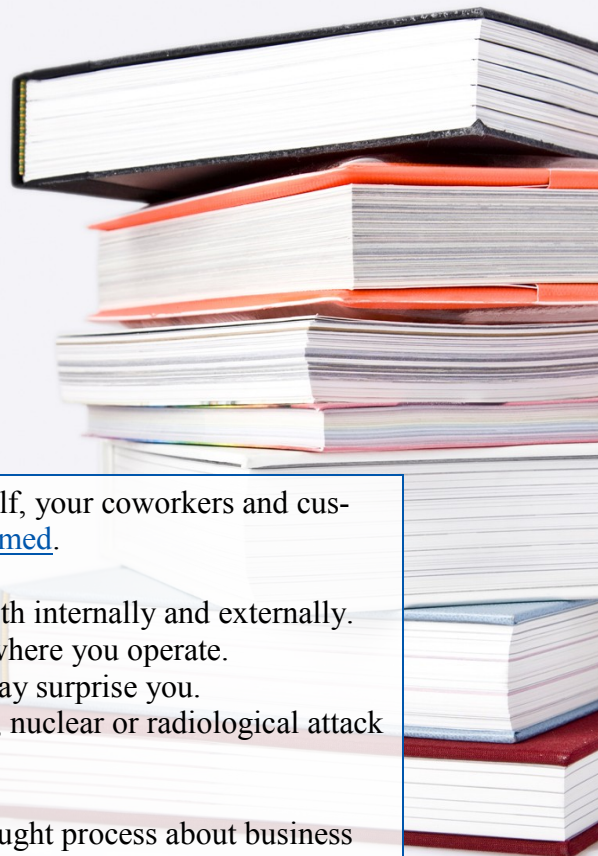 lf, your coworkers and cus-
med.
th internally and externally.
where you operate.
ay surprise you.
, nuclear or radiological attack
ught process about business